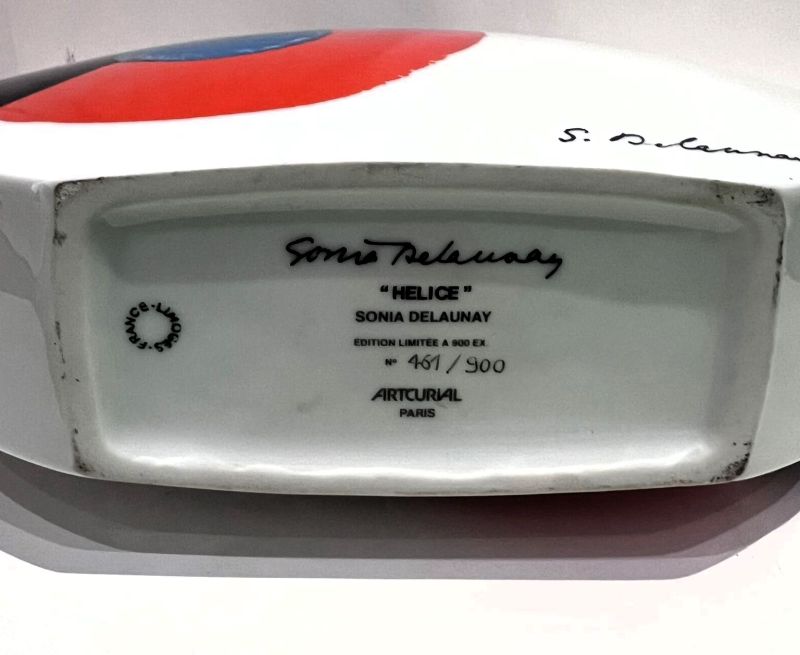 S. Delaunay
Sonia Delaunay
"HELICE"
SONIA DELAUNAY
EDITION LIMITÉE A 900 EX.
N° 461/900
ARTCURIAL
PARIS
FRANCE-LIMOGES-